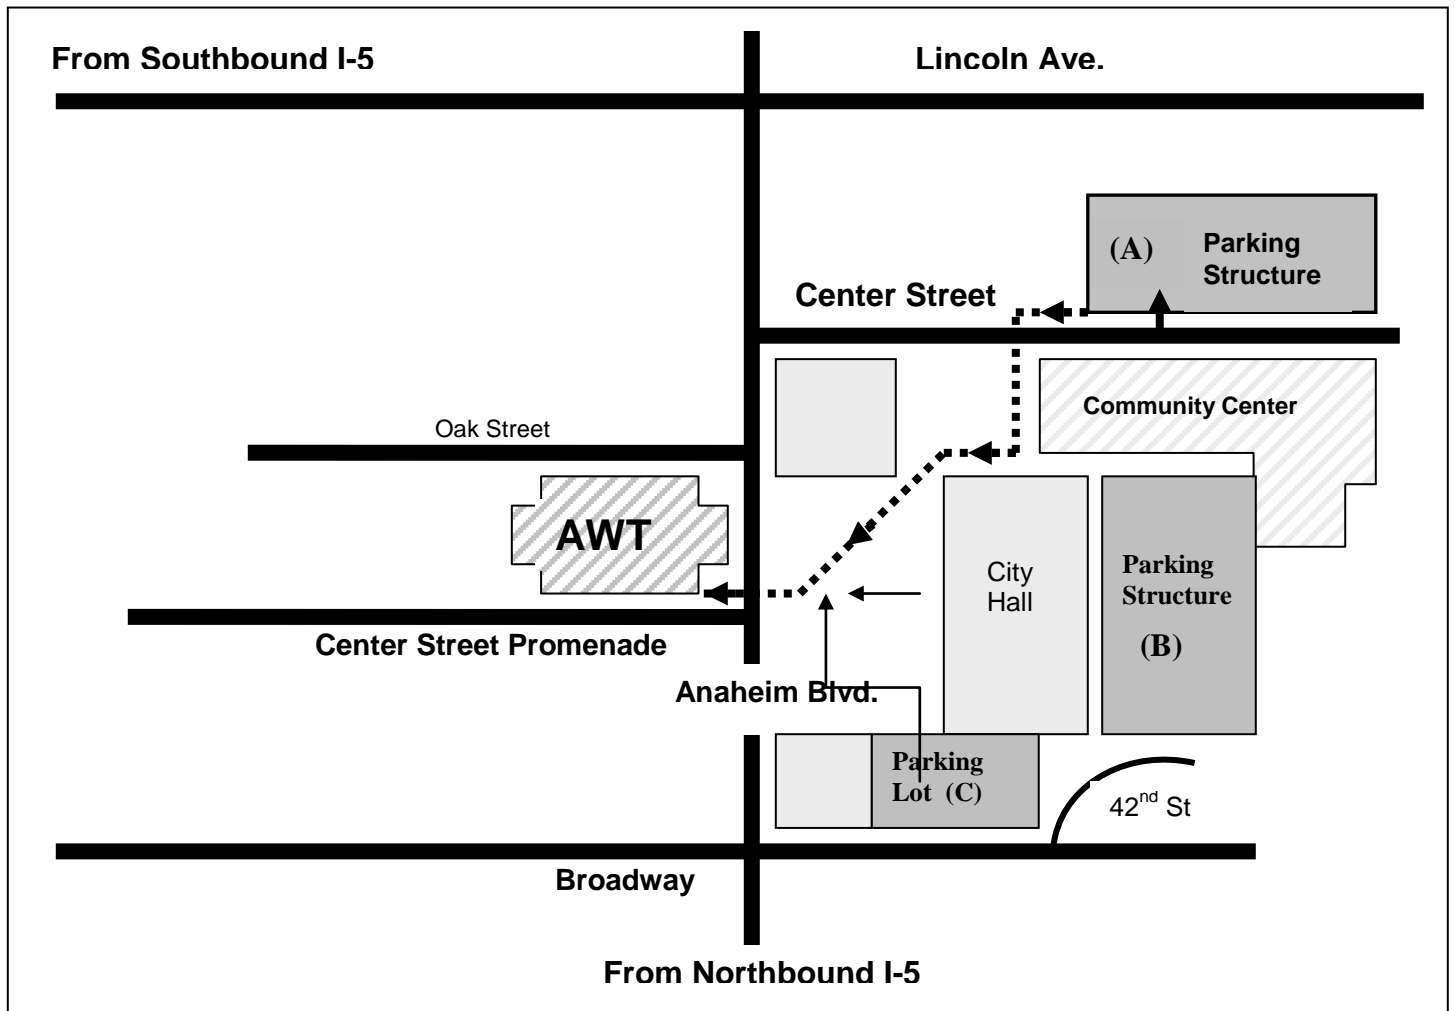 From Southbound I-5
Lincoln Ave.
(A)
Parking
Structure
Center Street
Community Center
Oak Street
AWT
City
Hall
Parking
Structure
(B)
Center Street Promenade
Anaheim Blvd.
Parking
Lot (C)
42nd St
Broadway
From Northbound I-5